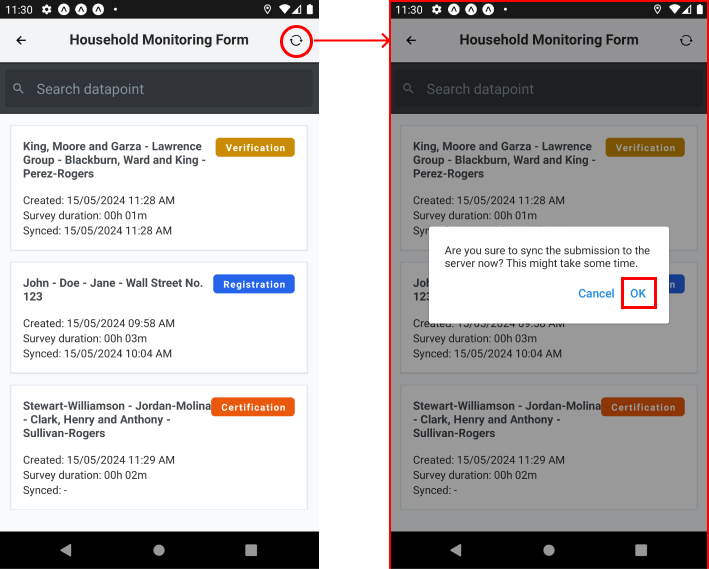 11:30
Household Monitoring Form
Search datapoint
King, Moore and Garza - Lawrence
Group - Blackburn, Ward and King -
Perez-Rogers
Verification
Created: 15/05/2024 11:28 AM
Survey duration: 00h 01m
Synced: 15/05/2024 11:28 AM
John - Doe - Jane - Wall Street No.
123
Registration
Created: 15/05/2024 09:58 AM
Survey duration: 00h 03m
Synced: 15/05/2024 10:04 AM
Stewart-Williamson - Jordan-Molina
- Clark, Henry and Anthony -
Sullivan-Rogers
Certification
Created: 15/05/2024 11:29 AM
Survey duration: 00h 02m
Synced: -
11:30
Household Monitoring Form
Search datapoint
King, Moore and Garza - Lawrence
Group - Blackburn, Ward and King -
Perez-Rogers
Verification
Created: 15/05/2024 11:28 AM
Survey duration: 00h 01m
Are you sure to sync the submission to the
server now? This might take some time.
Cancel
OK
Survey duration: 00h 03m
Synced: 15/05/2024 10:04 AM
Stewart-Williamson - Jordan-Molina
- Clark, Henry and Anthony -
Sullivan-Rogers
Certification
Created: 15/05/2024 11:29 AM
Survey duration: 00h 02m
Synced: -